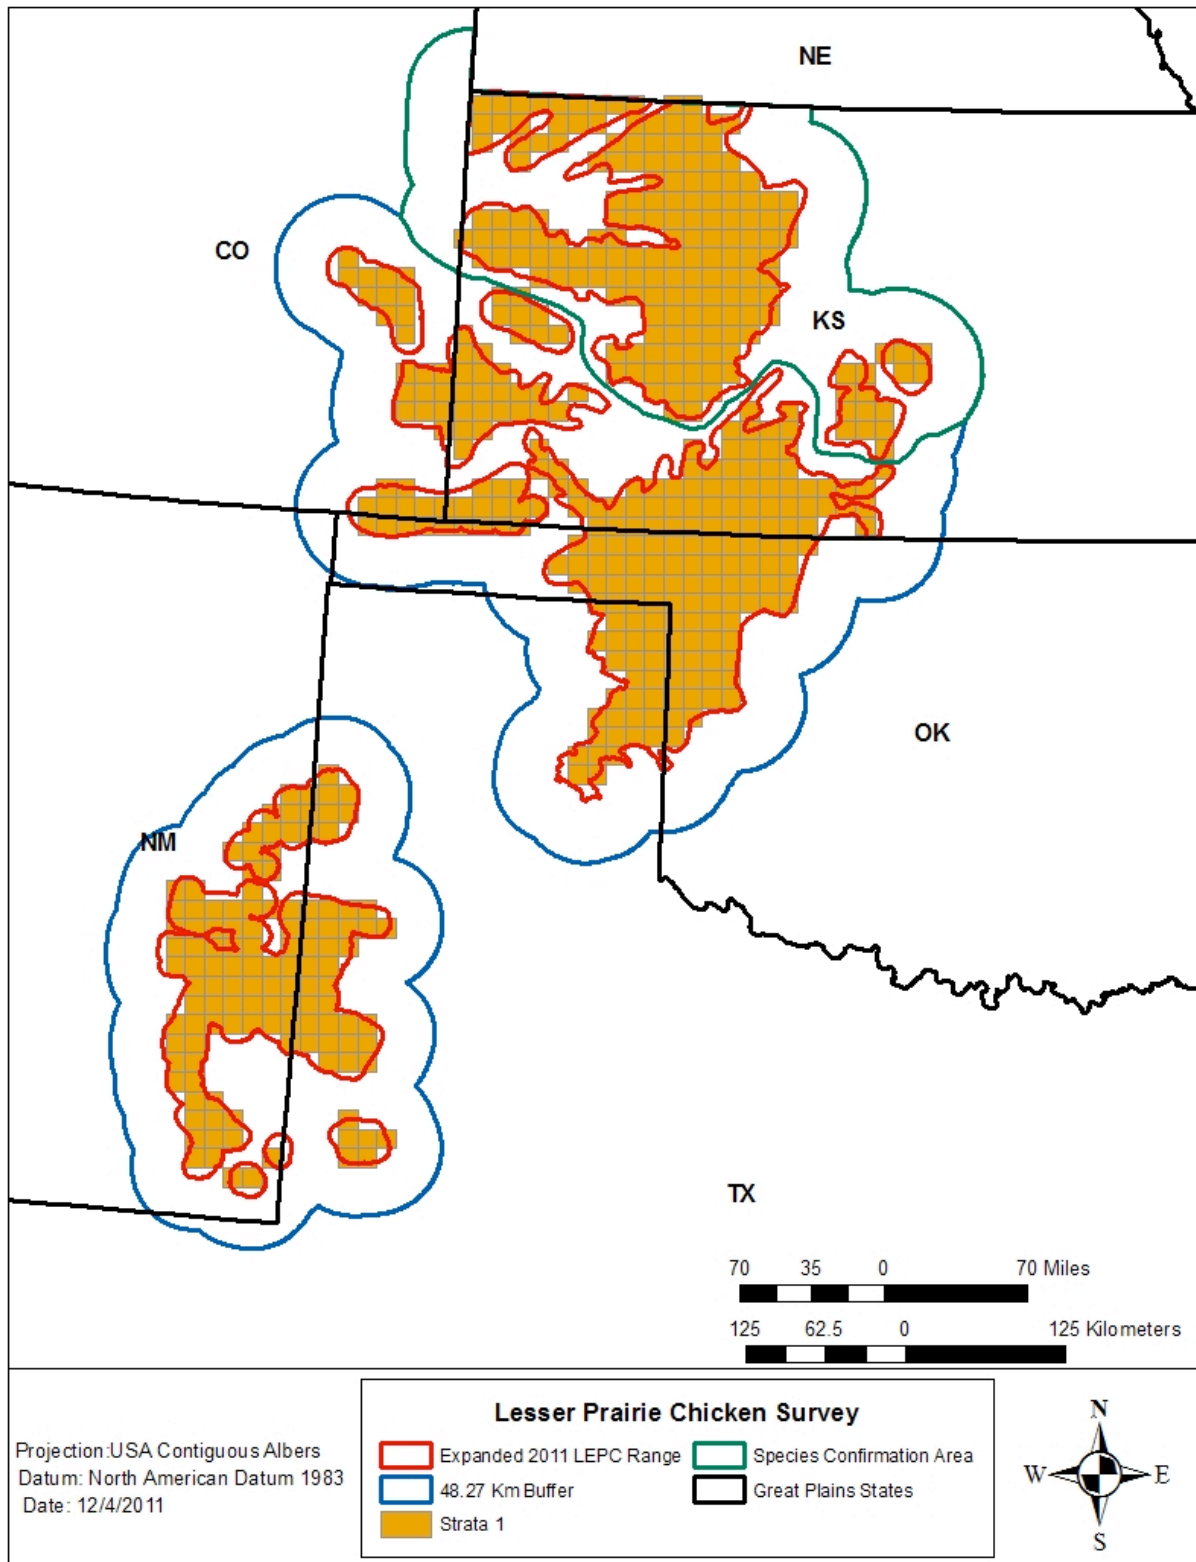 NE
CO
KS
OK
NM
TX
70 35 0 70 Miles
125 62.5 0 125 Kilometers
Lesser Prairie Chicken Survey
Expanded 2011 LEPC Range
Species Confirmation Area
48.27 Km Buffer
Great Plains States
Strata 1
Projection:USA Contiguous Albers
Datum: North American Datum 1983
Date: 12/4/2011
N
W E
S